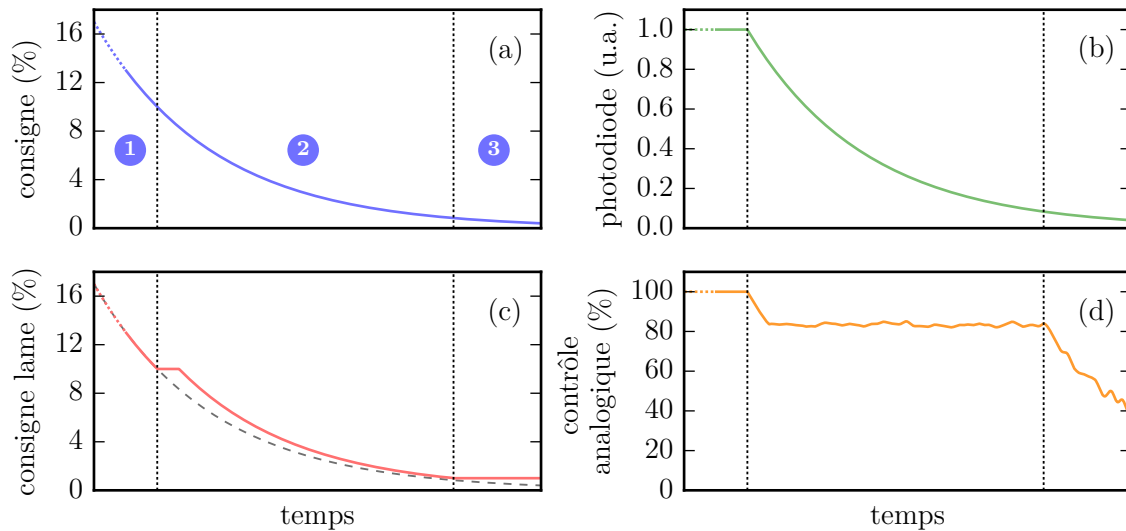 consigne (%)
16
12
8
4
0
(a)
1
2
3
photodiode (u.a.)
1.0
0.8
0.6
0.4
0.2
0.0
(b)
consigne lame (%)
16
12
8
4
0
(c)
temps
contrôle
analogique (%)
100
80
60
40
20
0
(d)
temps